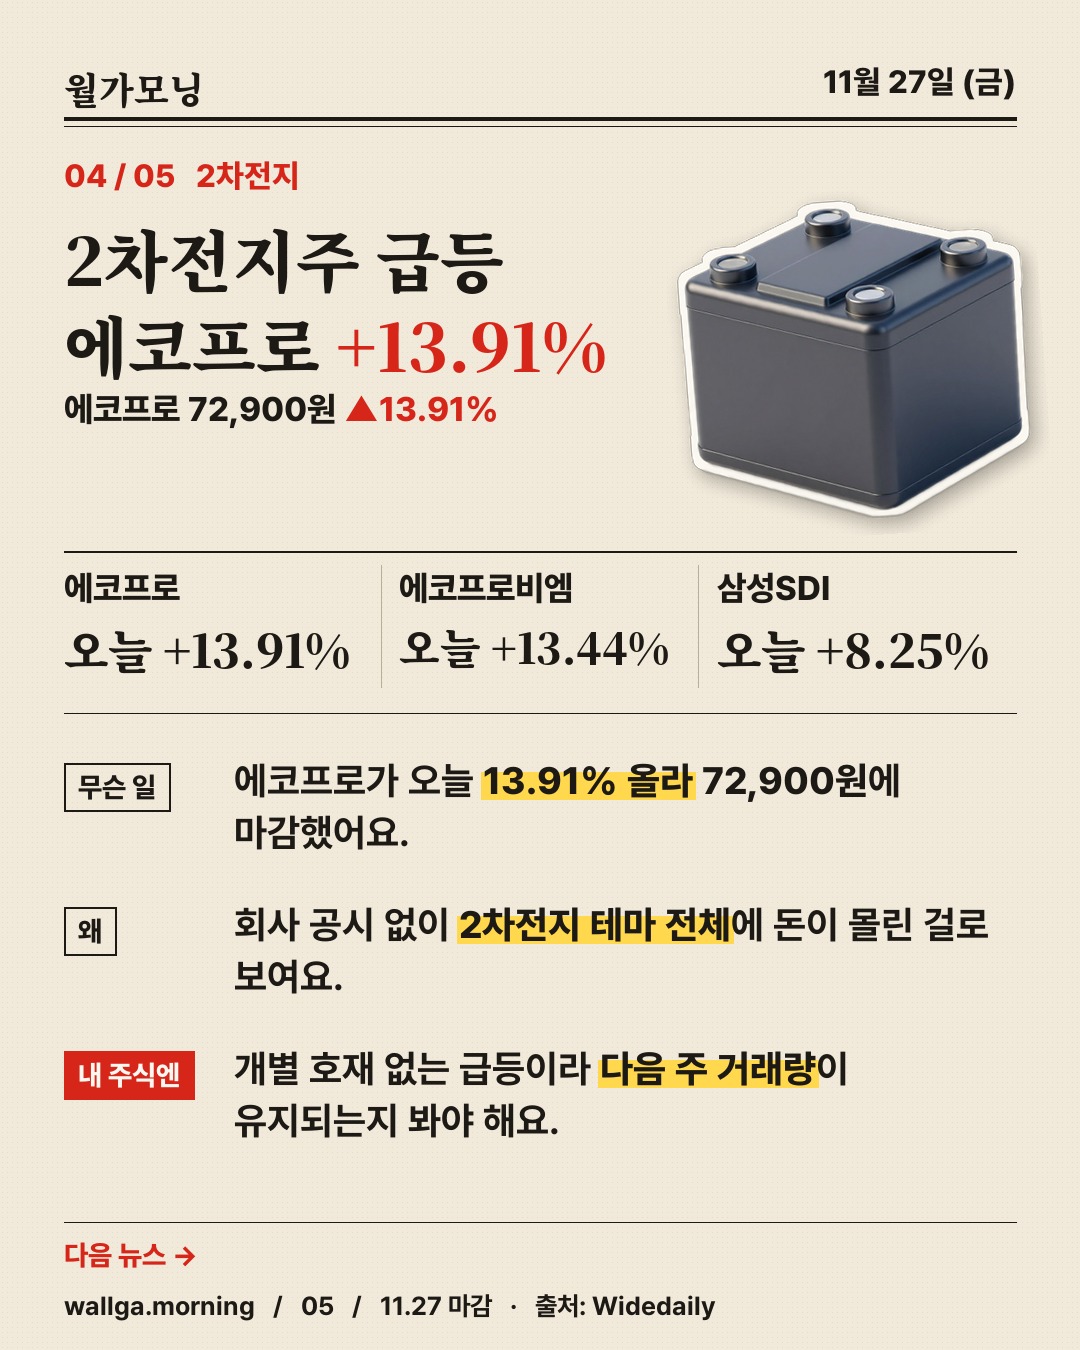 월가모닝
11월 27일 (금)
04 / 05 2차전지
2차전지주 급등
에코프로 +13.91%
에코프로 72,900원 ▲13.91%
에코프로
오늘 +13.91%
에코프로비엠
오늘 +13.44%
삼성SDI
오늘 +8.25%
무슨 일
에코프로가 오늘 13.91% 올라 72,900원에
마감했어요.
왜
회사 공시 없이 2차전지 테마 전체에 돈이 몰린 걸로
보여요.
내 주식엔
개별 호재 없는 급등이라 다음 주 거래량이
유지되는지 봐야 해요.
다음 뉴스 →
wallga.morning / 05 / 11.27 마감 · 출처: Widedaily